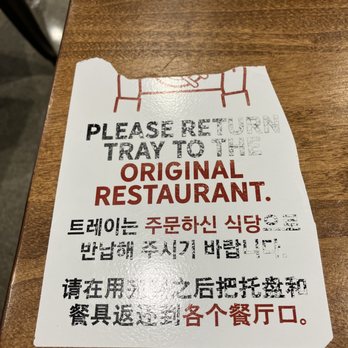 PLEASE RETURN
TRAY TO THE
ORIGINAL
RESTAURANT.
트레이는 주문하신 식당으로
반납해 주시기 바랍니다.
请在用完餐之后把托盘和
餐具返还到各个餐厅口。